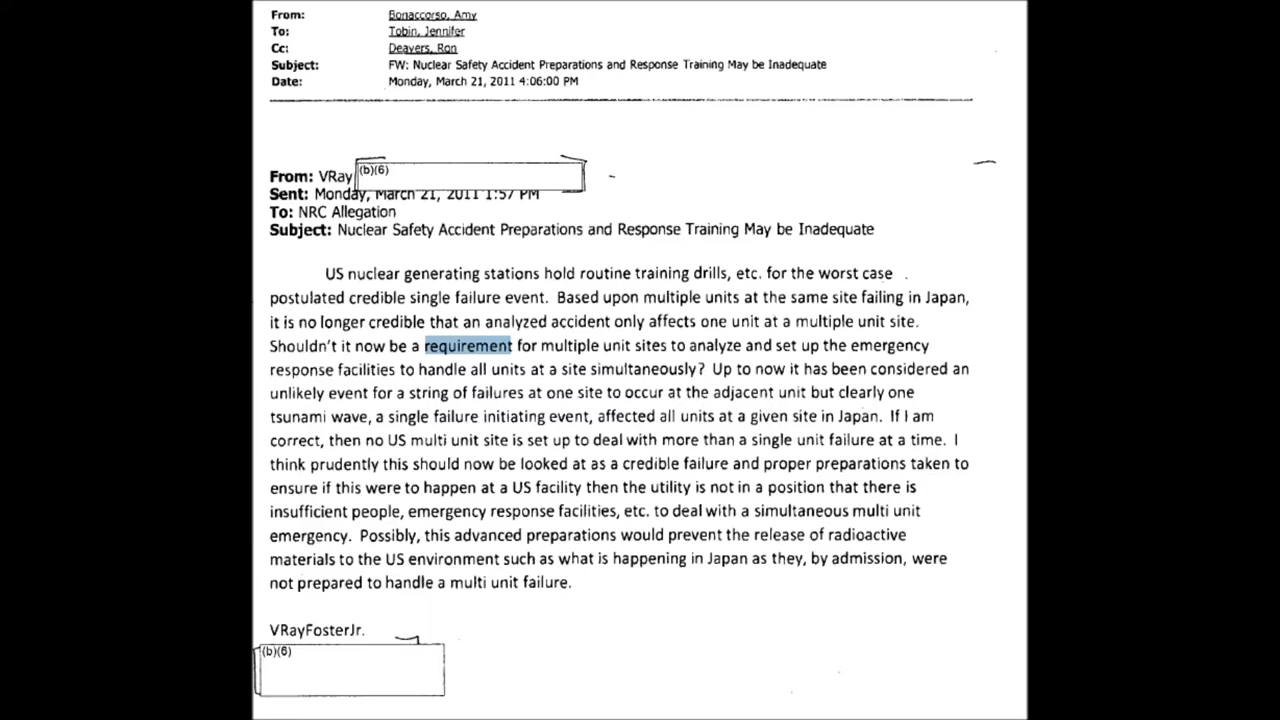 From: Bonaccorso, Amy
To: Tobin, Jennifer
Cc: Deavers, Ron
Subject: FW: Nuclear Safety Accident Preparations and Response Training May be Inadequate
Date: Monday, March 21, 2011 4:06:00 PM
From: VRay (b)(6)
Sent: Monday, March 21, 2011 1:57 PM
To: NRC Allegation
Subject: Nuclear Safety Accident Preparations and Response Training May be Inadequate
US nuclear generating stations hold routine training drills, etc. for the worst case
postulated credible single failure event. Based upon multiple units at the same site failing in Japan,
it is no longer credible that an analyzed accident only affects one unit at a multiple unit site.
Shouldn't it now be a requirement for multiple unit sites to analyze and set up the emergency
response facilities to handle all units at a site simultaneously? Up to now it has been considered an
unlikely event for a string of failures at one site to occur at the adjacent unit but clearly one
tsunami wave, a single failure initiating event, affected all units at a given site in Japan. If I am
correct, then no US multi unit site is set up to deal with more than a single unit failure at a time. I
think prudently this should now be looked at as a credible failure and proper preparations taken to
ensure if this were to happen at a US facility then the utility is not in a position that there is
insufficient people, emergency response facilities, etc. to deal with a simultaneous multi unit
emergency. Possibly, this advanced preparations would prevent the release of radioactive
materials to the US environment such as what is happening in Japan as they, by admission, were
not prepared to handle a multi unit failure.
VRayFosterJr.
(b)(6)